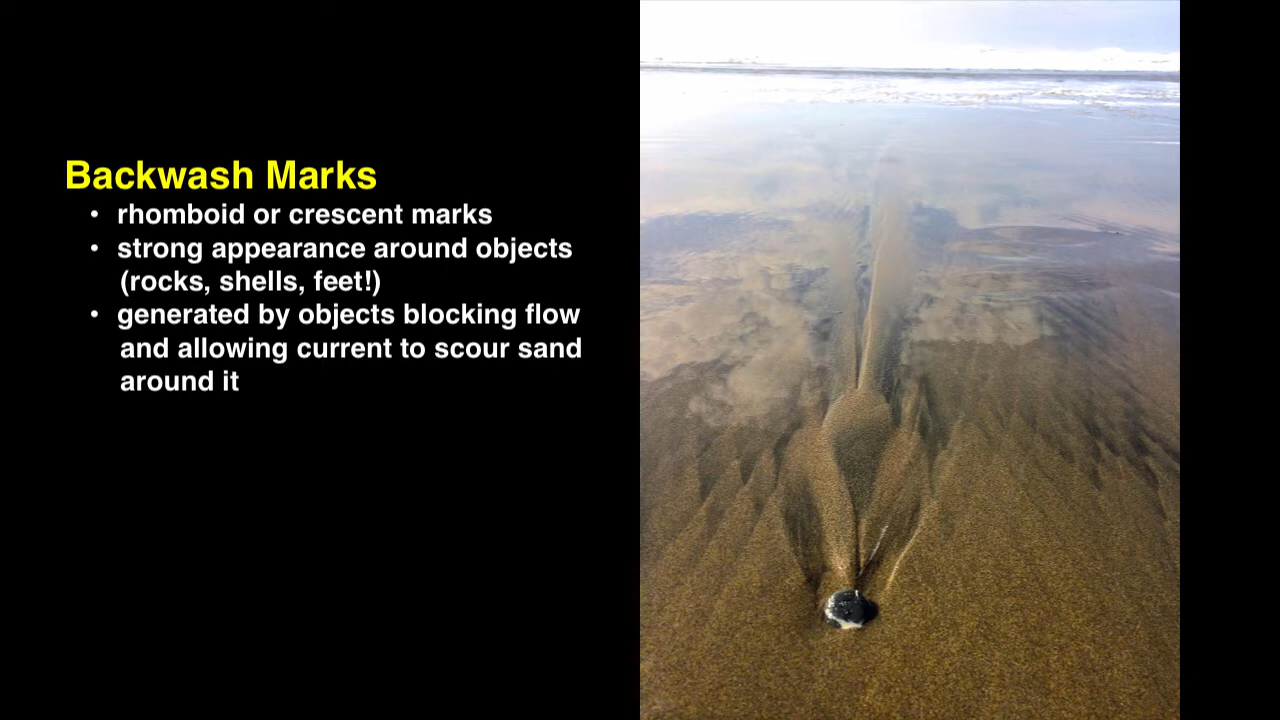 Backwash Marks
• rhomboid or crescent marks
• strong appearance around objects
(rocks, shells, feet!)
• generated by objects blocking flow
and allowing current to scour sand
around it